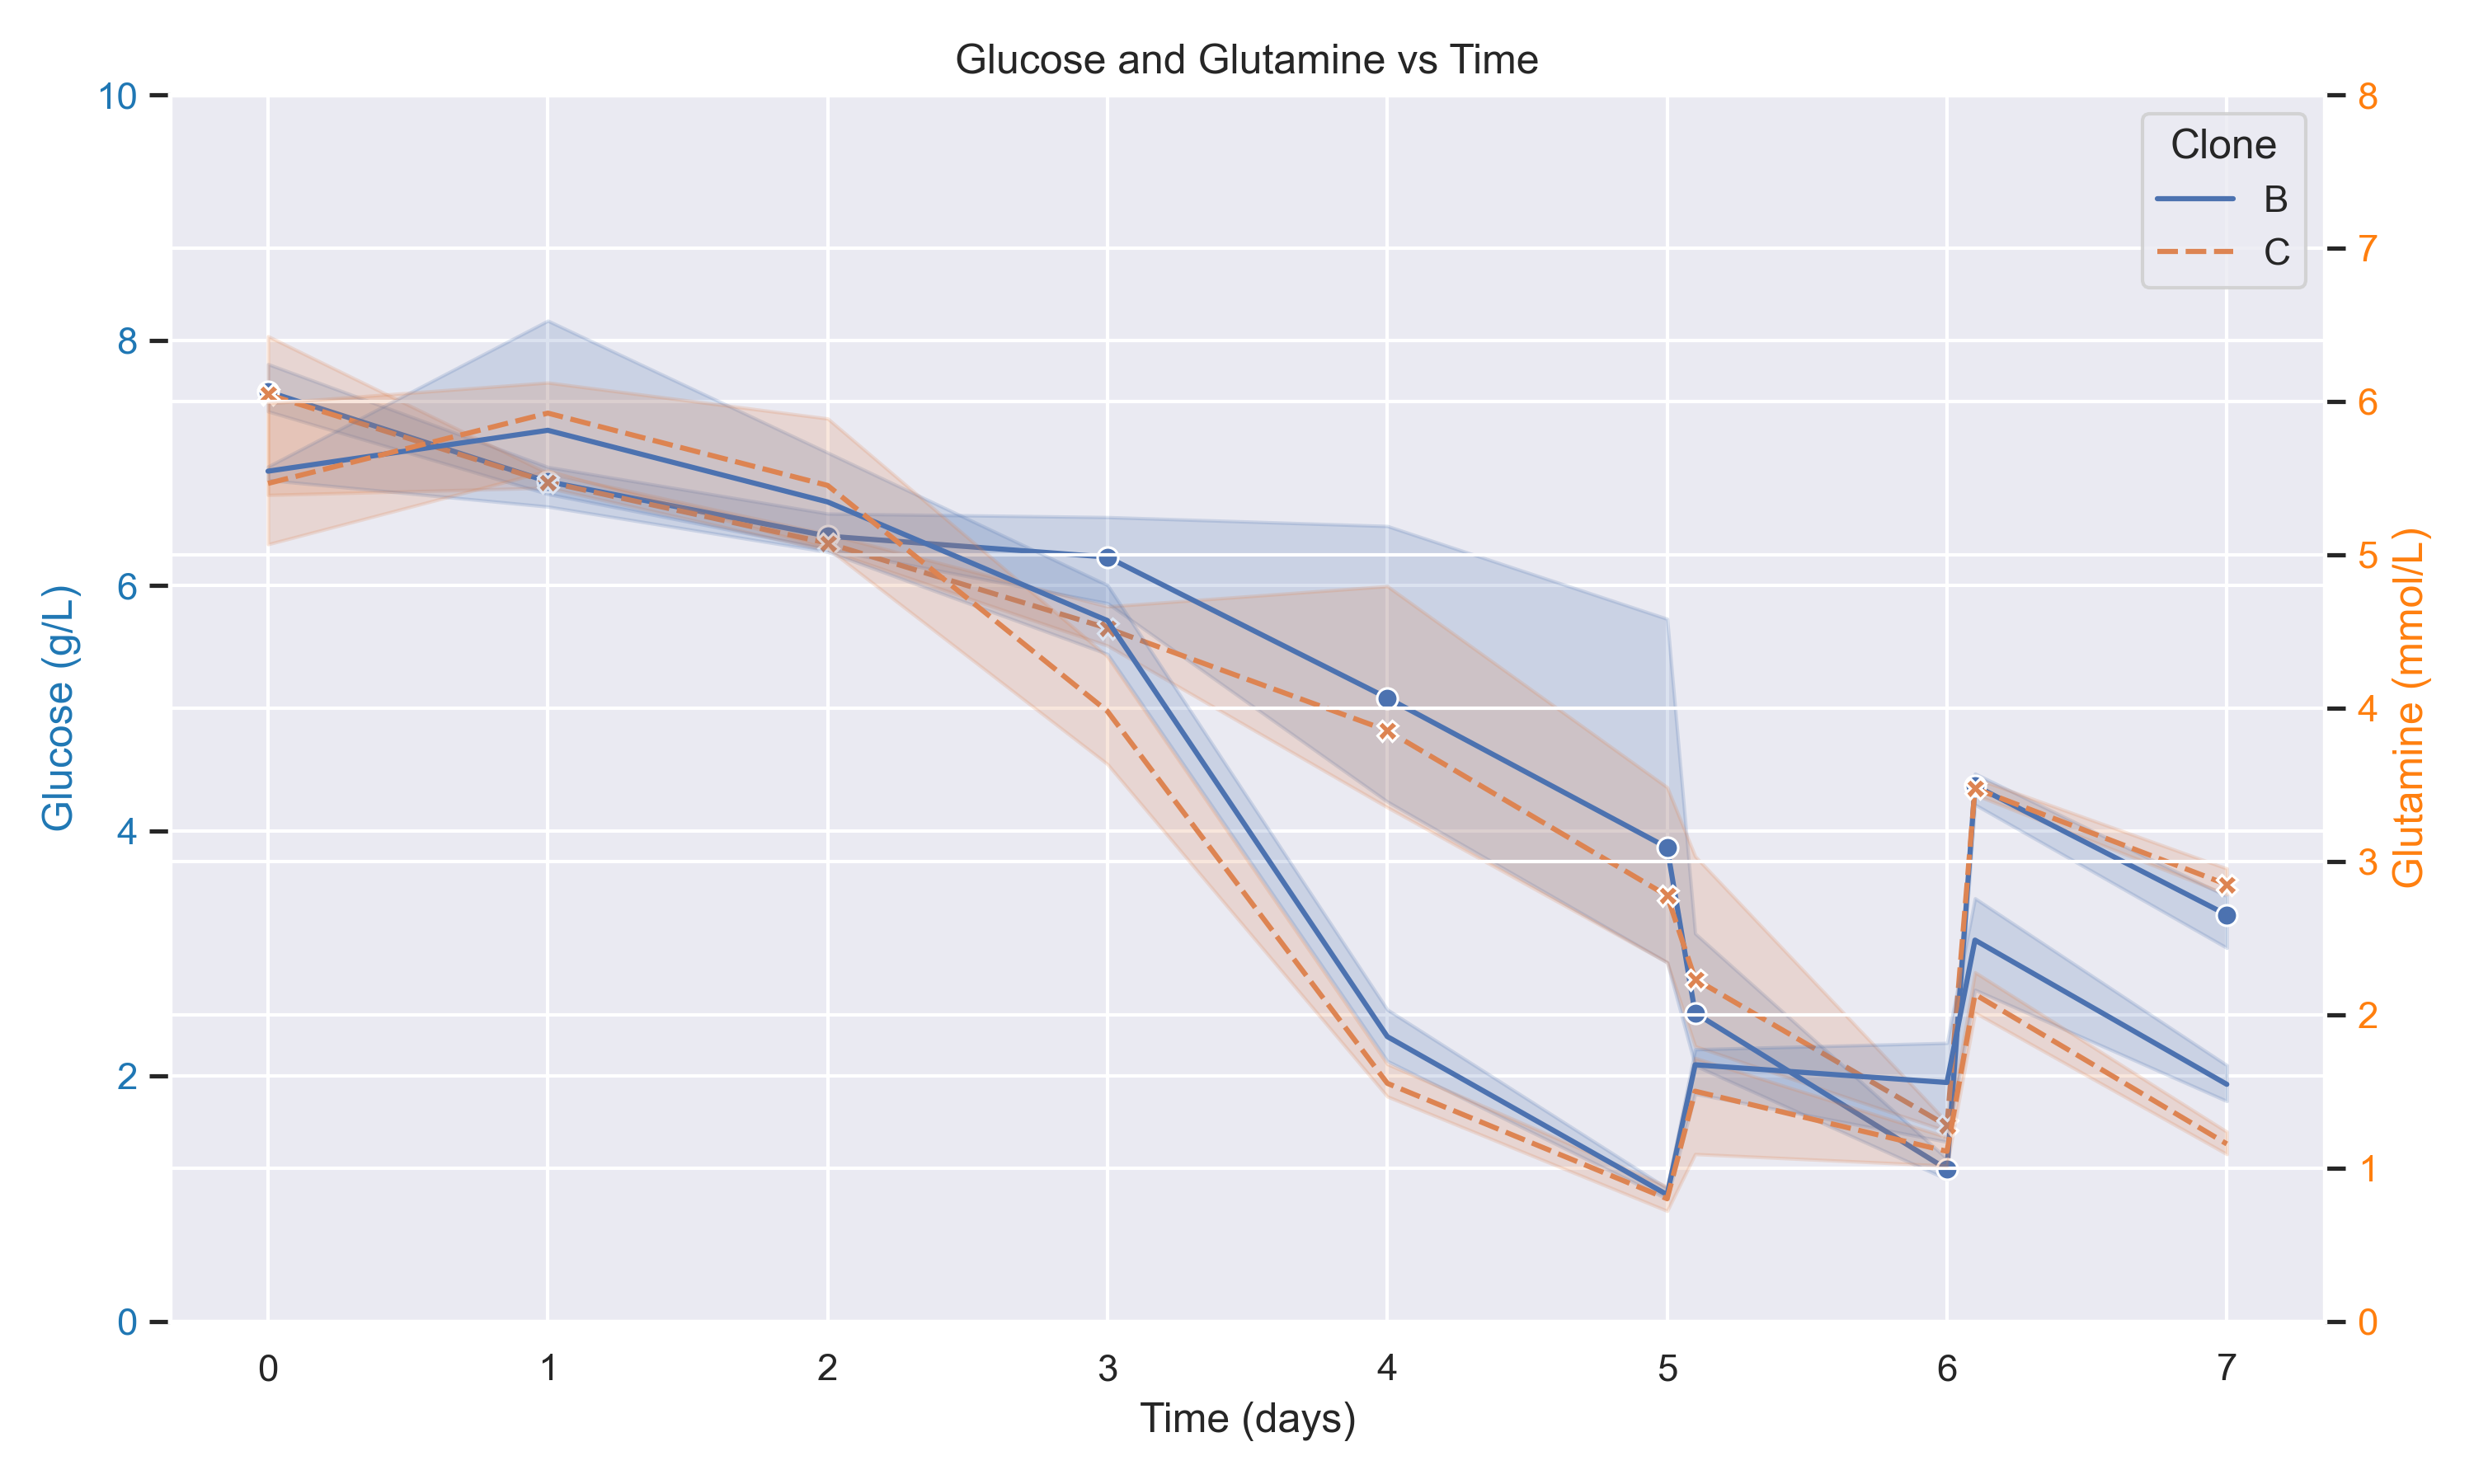 Glucose and Glutamine vs Time
10
8
6
4
2
0
Glucose (g/L)
8
7
6
5
4
3
2
1
0
Glutamine (mmol/L)
Clone
B
C
0 1 2 3 4 5 6 7
Time (days)